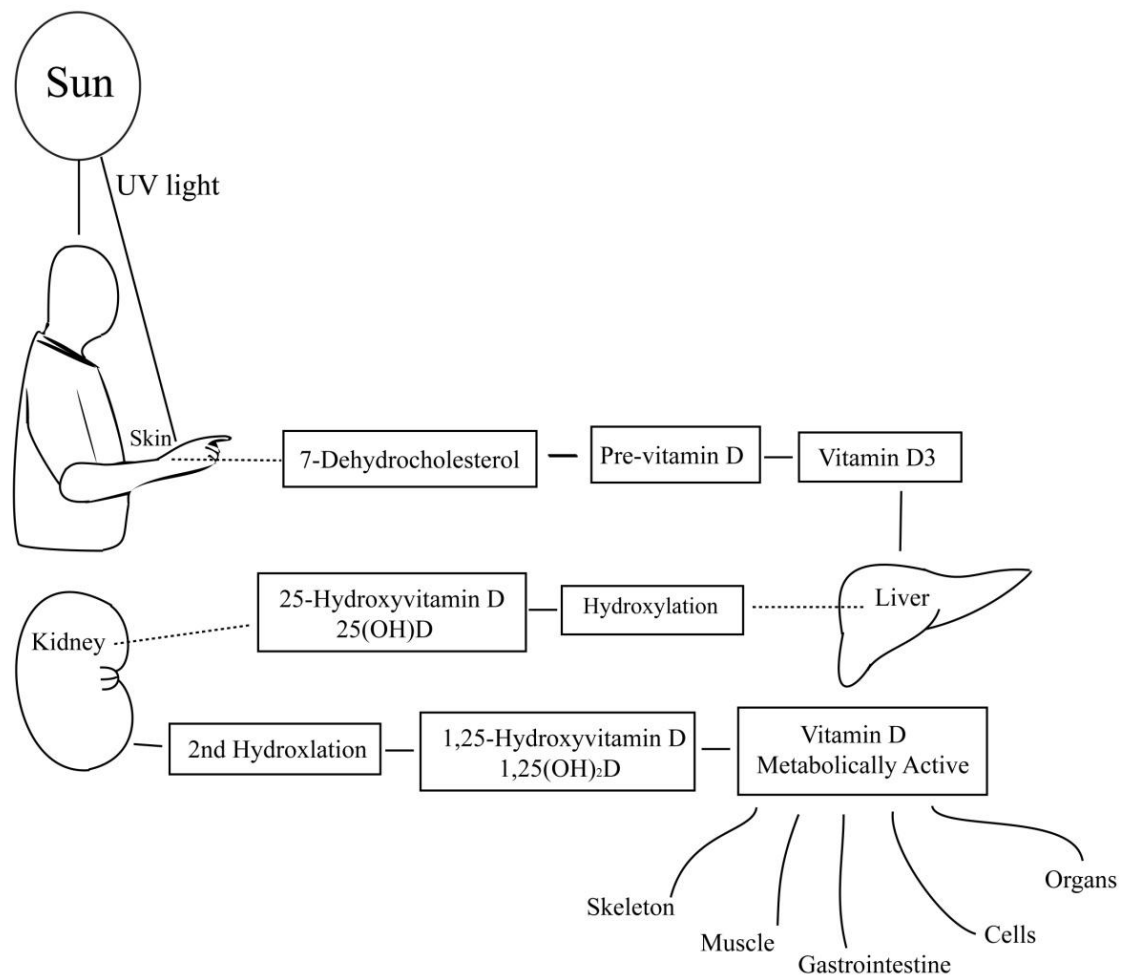 Sun
UV light
Skin
7-Dehydrocholesterol
Pre-vitamin D
Vitamin D3
Liver
Hydroxylation
25-Hydroxyvitamin D
25(OH)D
Kidney
2nd Hydroxlation
1,25-Hydroxyvitamin D
1,25(OH)₂D
Vitamin D
Metabolically Active
Skeleton
Muscle
Gastrointestine
Cells
Organs